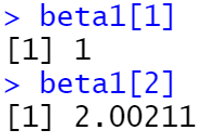 > beta1[1]
[1] 1
> beta1[2]
[1] 2.00211